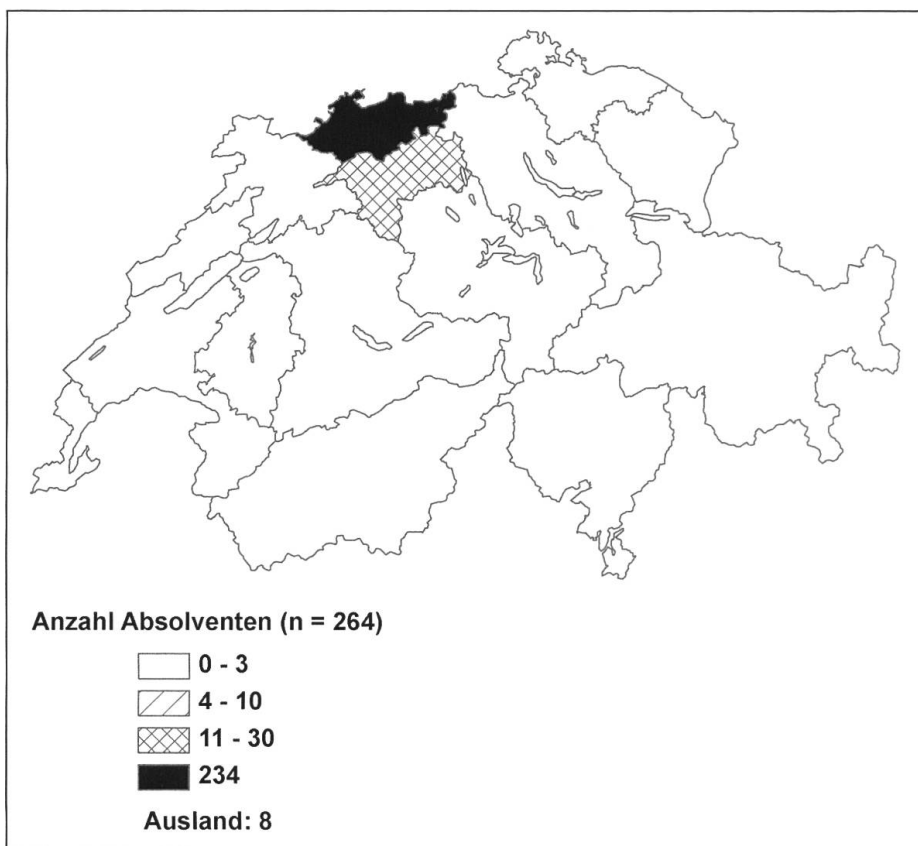 Anzahl Absolventen (n = 264)
0 - 3
4 - 10
11 - 30
234
Ausland: 8